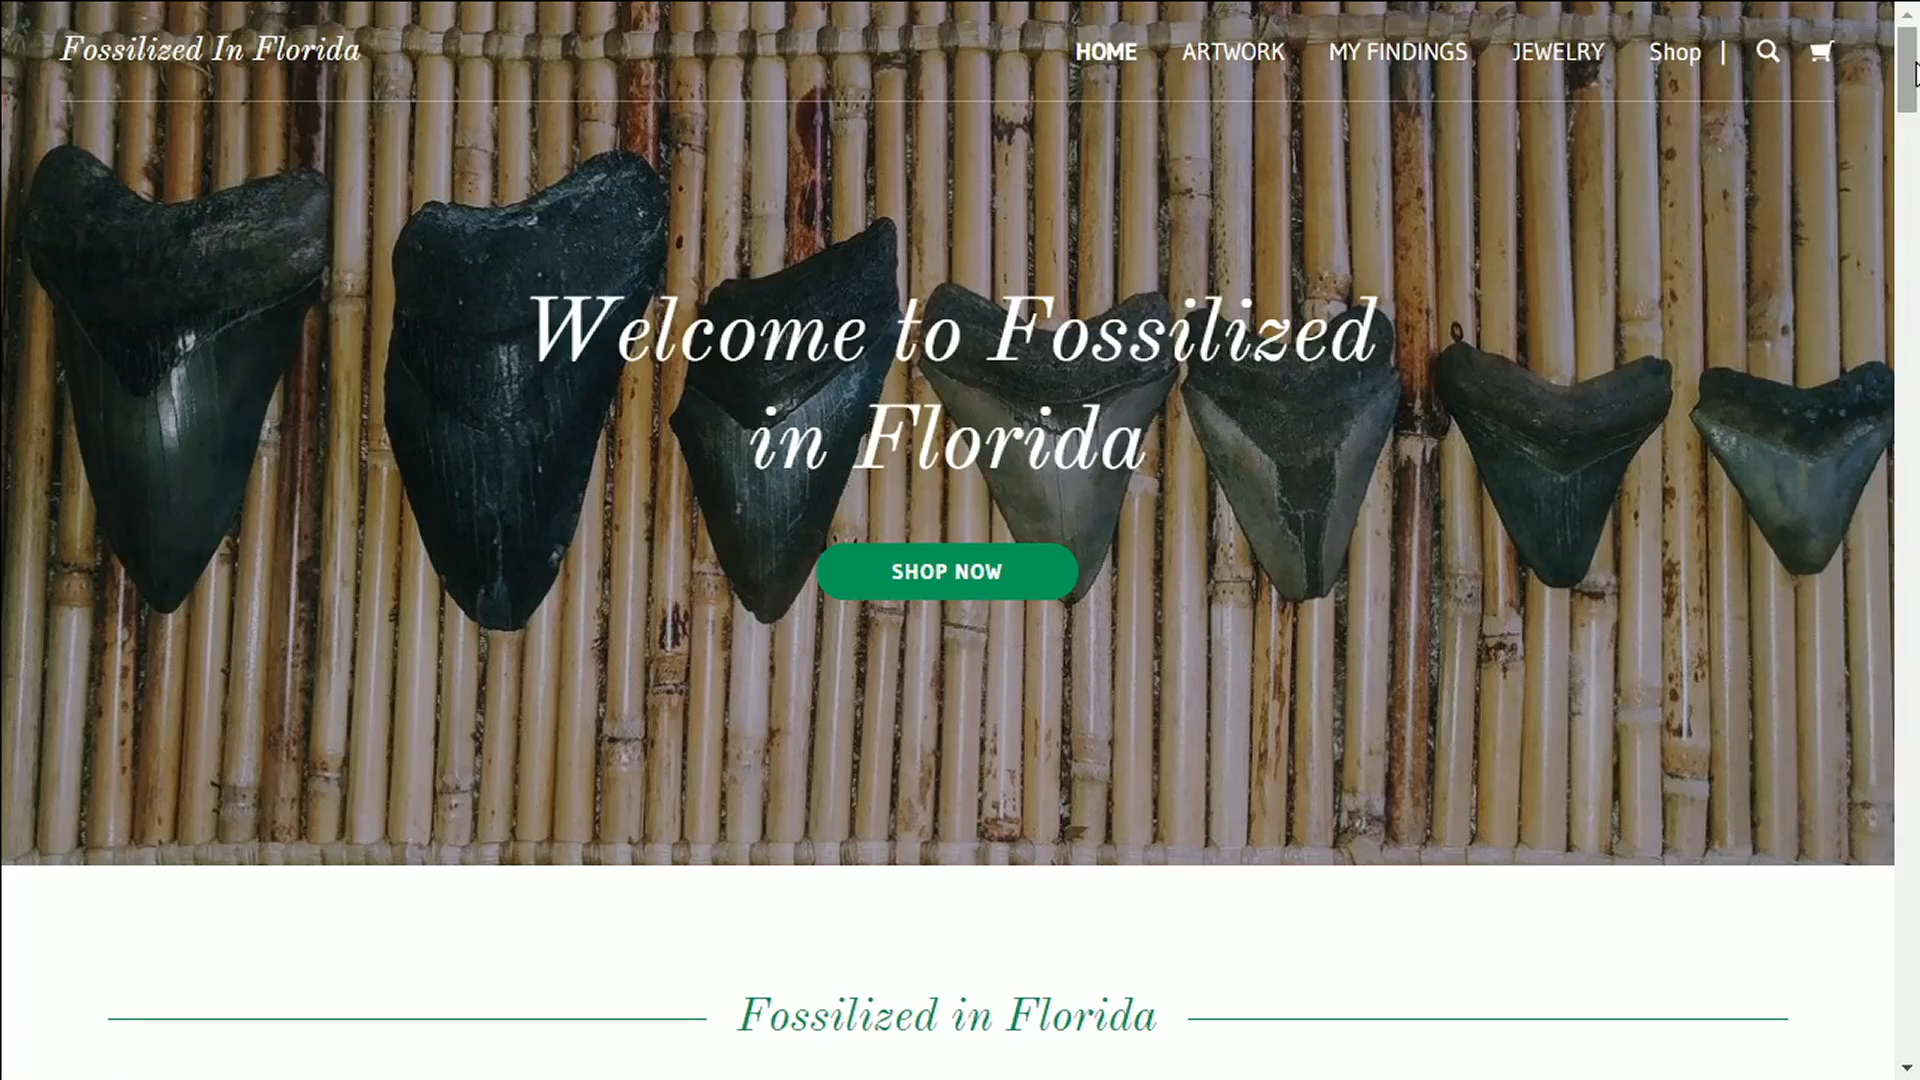 Fossilized In Florida
HOME ARTWORK MY FINDINGS JEWELRY Shop |
Welcome to Fossilized
in Florida
SHOP NOW
Fossilized in Florida